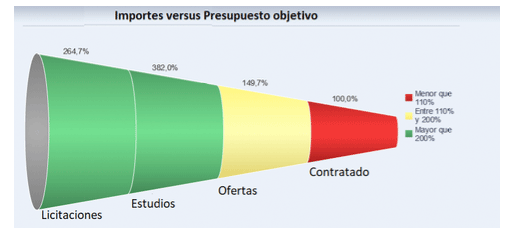 Importes versus Presupuesto objetivo
264,7%
382,0%
149,7%
100,0%
Menor que
110%
Entre 110%
y 200%
Mayor que
200%
Licitaciones
Estudios
Ofertas
Contratado